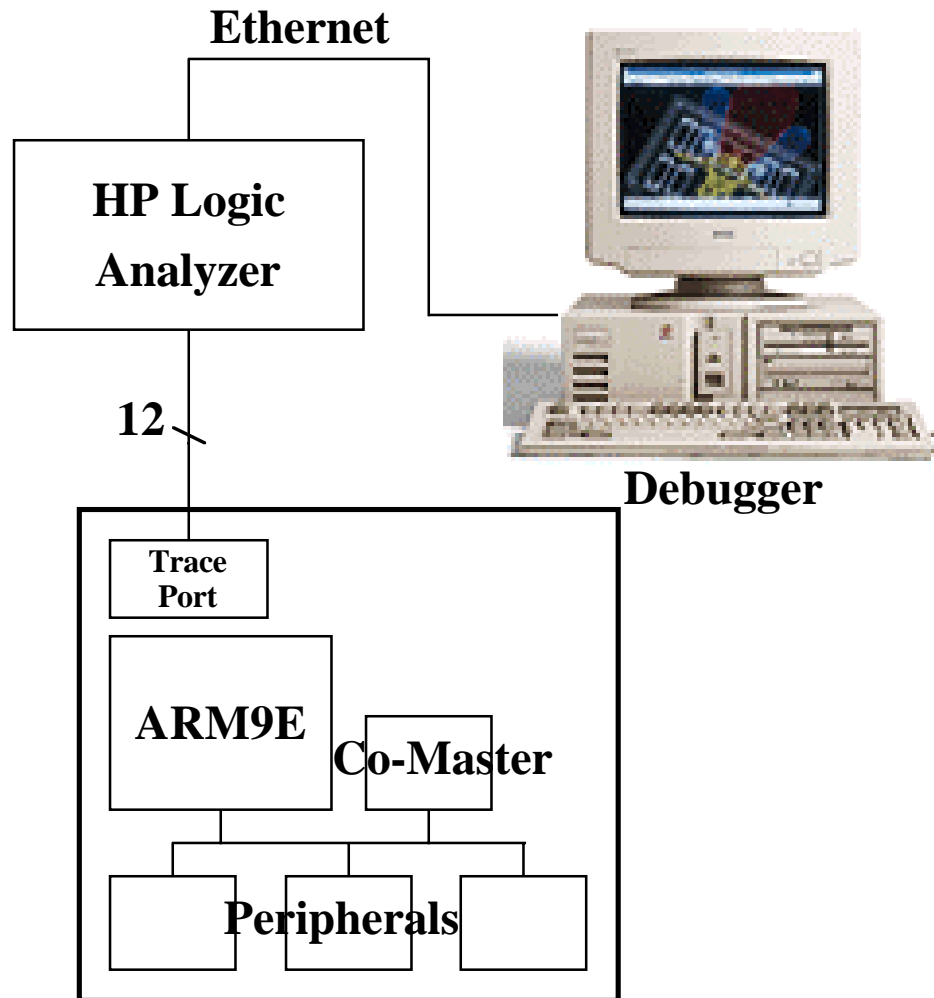 Ethernet
HP Logic
Analyzer
12
Debugger
Trace
Port
ARM9E
Co-Master
Peripherals